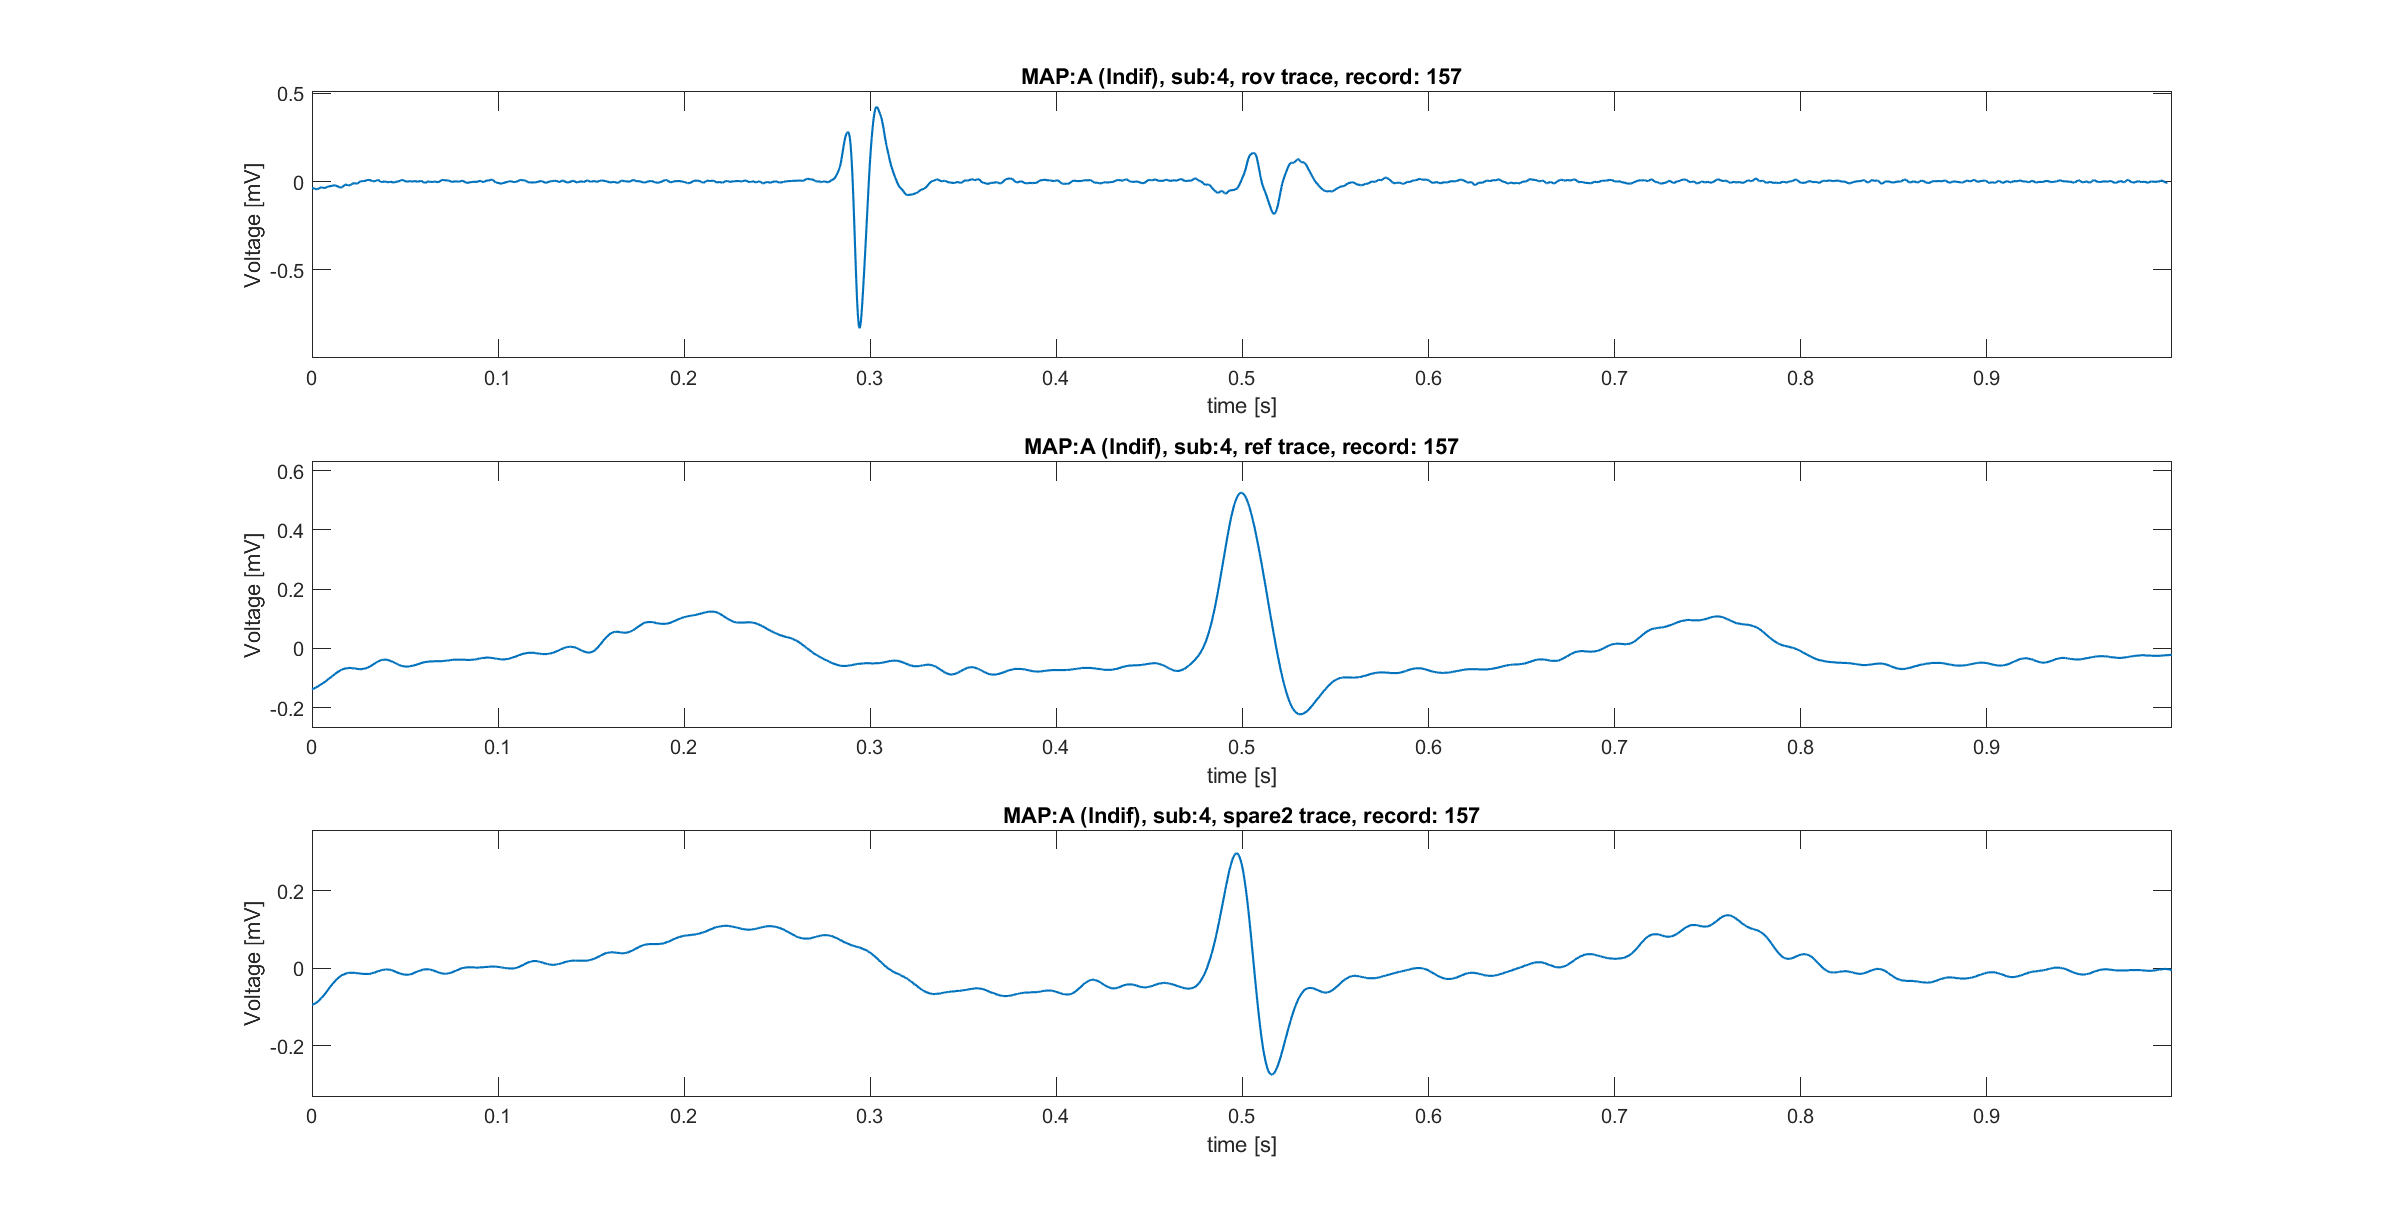 MAP:A (Indif), sub:4, rov trace, record: 157
0.5
0
-0.5
Voltage [mV]
0 0.1 0.2 0.3 0.4 0.5 0.6 0.7 0.8 0.9
time [s]
MAP:A (Indif), sub:4, ref trace, record: 157
0.6
0.4
0.2
0
-0.2
Voltage [mV]
0 0.1 0.2 0.3 0.4 0.5 0.6 0.7 0.8 0.9
time [s]
MAP:A (Indif), sub:4, spare2 trace, record: 157
0.2
0
-0.2
Voltage [mV]
0 0.1 0.2 0.3 0.4 0.5 0.6 0.7 0.8 0.9
time [s]